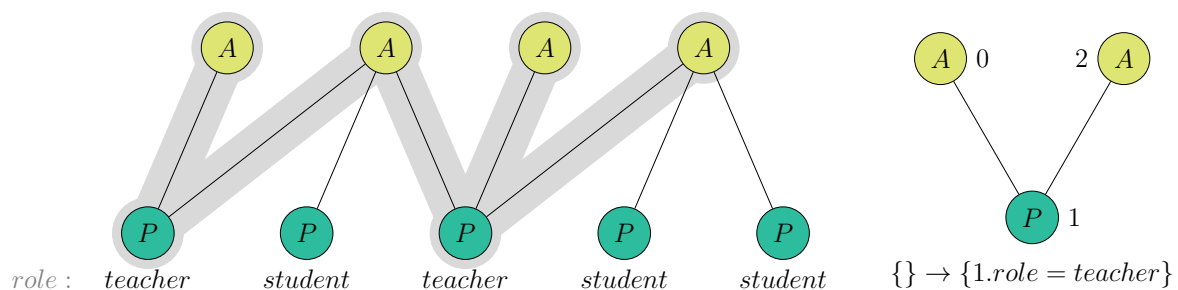 A A A A
A 0 2 A
P P P P P
P 1
role : teacher student teacher student student
{} → {1.role = teacher}